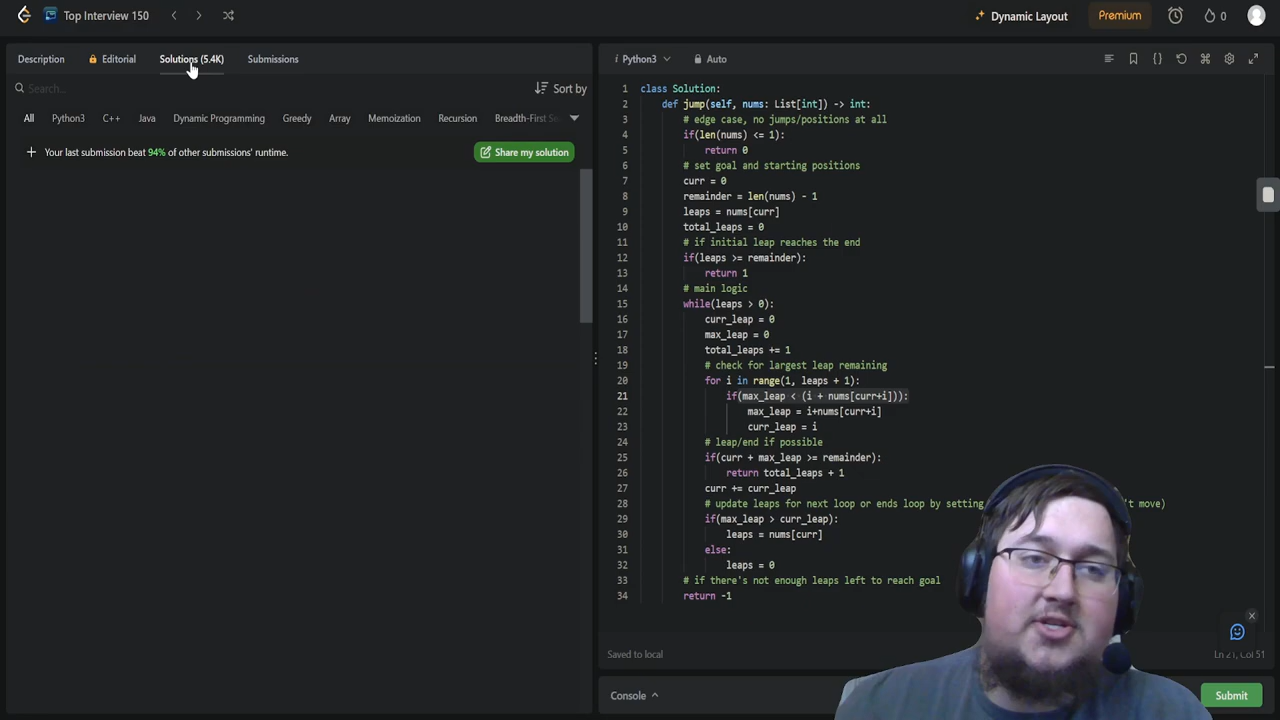 Top Interview 150
Dynamic Layout
Premium
0
Description
Editorial
Solutions (5.4K)
Submissions
Search...
Sort by
All
Python3
C++
Java
Dynamic Programming
Greedy
Array
Memoization
Recursion
Breadth-First Se
Your last submission beat 94% of other submissions' runtime.
Share my solution
Python3
Auto
1 class Solution:
2 def jump(self, nums: List[int]) -> int:
3 # edge case, no jumps/positions at all
4 if(len(nums) <= 1):
5 return 0
6 # set goal and starting positions
7 curr = 0
8 remainder = len(nums) - 1
9 leaps = nums[curr]
10 total_leaps = 0
11 # if initial leap reaches the end
12 if(leaps >= remainder):
13 return 1
14 # main logic
15 while(leaps > 0):
16 curr_leap = 0
17 max_leap = 0
18 total_leaps += 1
19 # check for largest leap remaining
20 for i in range(1, leaps + 1):
21 if(max_leap < (i + nums[curr+i])):
22 max_leap = i+nums[curr+i]
23 curr_leap = i
24 # leap/end if possible
25 if(curr + max_leap >= remainder):
26 return total_leaps + 1
27 curr += curr_leap
28 # update leaps for next loop or ends loop by setting 't move)
29 if(max_leap > curr_leap):
30 leaps = nums[curr]
31 else:
32 leaps = 0
33 # if there's not enough leaps left to reach goal
34 return -1
Saved to local
Ln 21, Col 51
Console
Submit